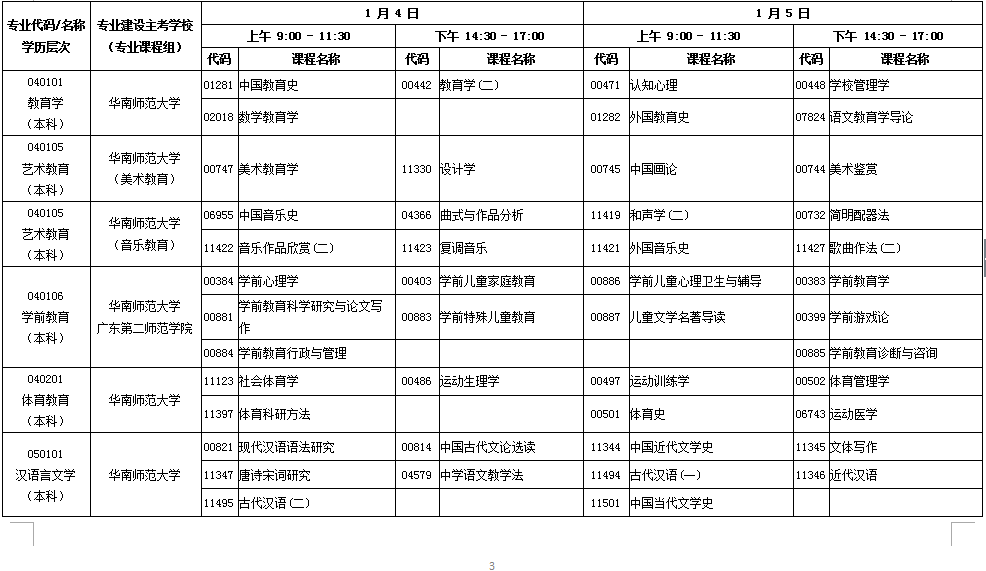 专业代码/名称 专业建设主考学校 1 月 4 日 1 月 5 日
学历层次 （专业课程组） 上午 9:00 - 11:30 下午 14:30 - 17:00 上午 9:00 - 11:30 下午 14:30 - 17:00
代码 课程名称 代码 课程名称 代码 课程名称 代码 课程名称
040101
教育学
（本科）
华南师范大学
01281 中国教育史 00442 教育学(二) 00471 认知心理 00448 学校管理学
02018 数学教育学 01282 外国教育史 07824 语文教育学导论
040105
艺术教育
（本科）
华南师范大学
（美术教育）
00747 美术教育学 11330 设计学 00745 中国画论 00744 美术鉴赏
040105
艺术教育
（本科）
华南师范大学
（音乐教育）
06955 中国音乐史 04366 曲式与作品分析 11419 和声学(二) 00732 简明配器法
11422 音乐作品欣赏(二) 11423 复调音乐 11421 外国音乐史 11427 歌曲作法(二)
040106
学前教育
（本科）
华南师范大学
广东第二师范学院
00384 学前心理学 00403 学前儿童家庭教育 00886 学前儿童心理卫生与辅导 00383 学前教育学
00881 学前教育科学研究与论文写
作 00883 学前特殊儿童教育 00887 儿童文学名著导读 00399 学前游戏论
00884 学前教育行政与管理 00885 学前教育诊断与咨询
040201
体育教育
（本科）
华南师范大学
11123 社会体育学 00486 运动生理学 00497 运动训练学 00502 体育管理学
11397 体育科研方法 00501 体育史 06743 运动医学
050101
汉语言文学
（本科）
华南师范大学
00821 现代汉语语法研究 00814 中国古代文论选读 11344 中国近代文学史 11345 文体写作
11347 唐诗宋词研究 04579 中学语文教学法 11494 古代汉语(一) 11346 近代汉语
11495 古代汉语(二) 11501 中国当代文学史
3